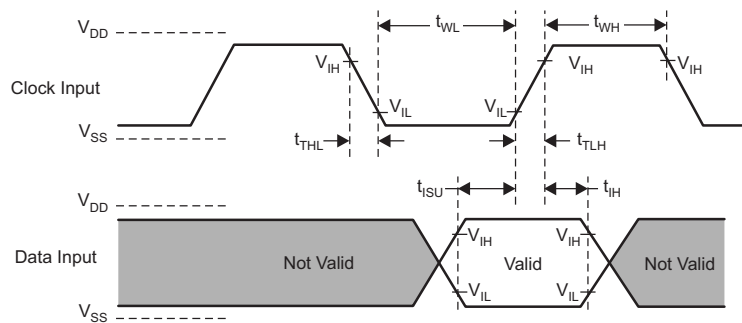 t_WL t_WH
V_DD
V_IH V_IH V_IH
Clock Input
V_IL V_IL
V_SS
t_THL t_TLH
t_ISU t_IH
V_DD
V_IH V_IH
Data Input Not Valid Valid Not Valid
V_IL V_IL
V_SS